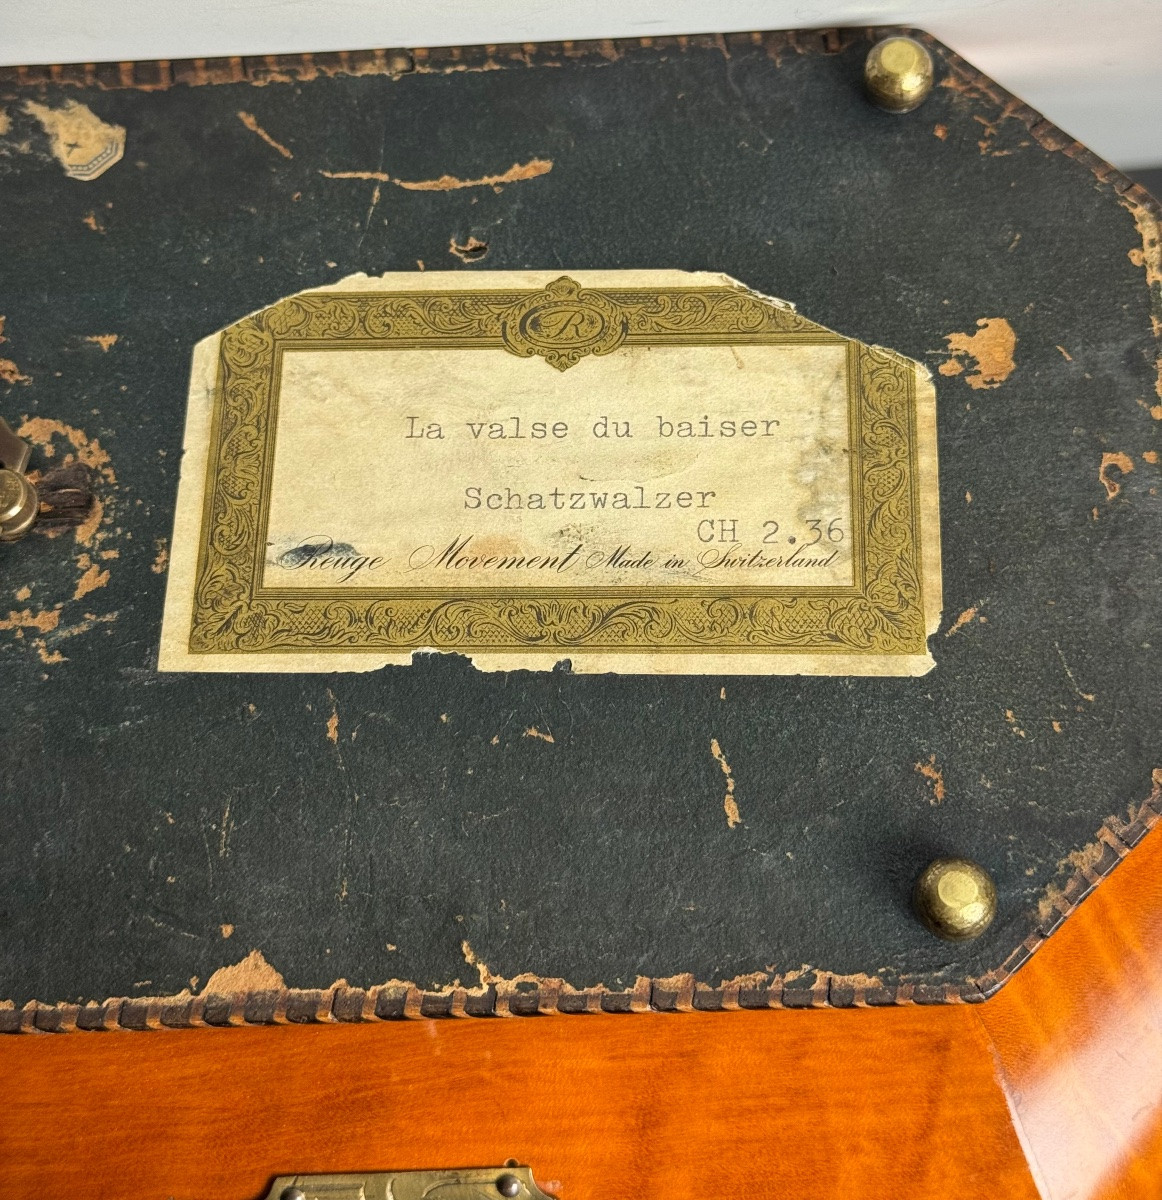 R
La valse du baiser
Schatzwalzer
CH 2.36
Reuge Movement Made in Switzerland